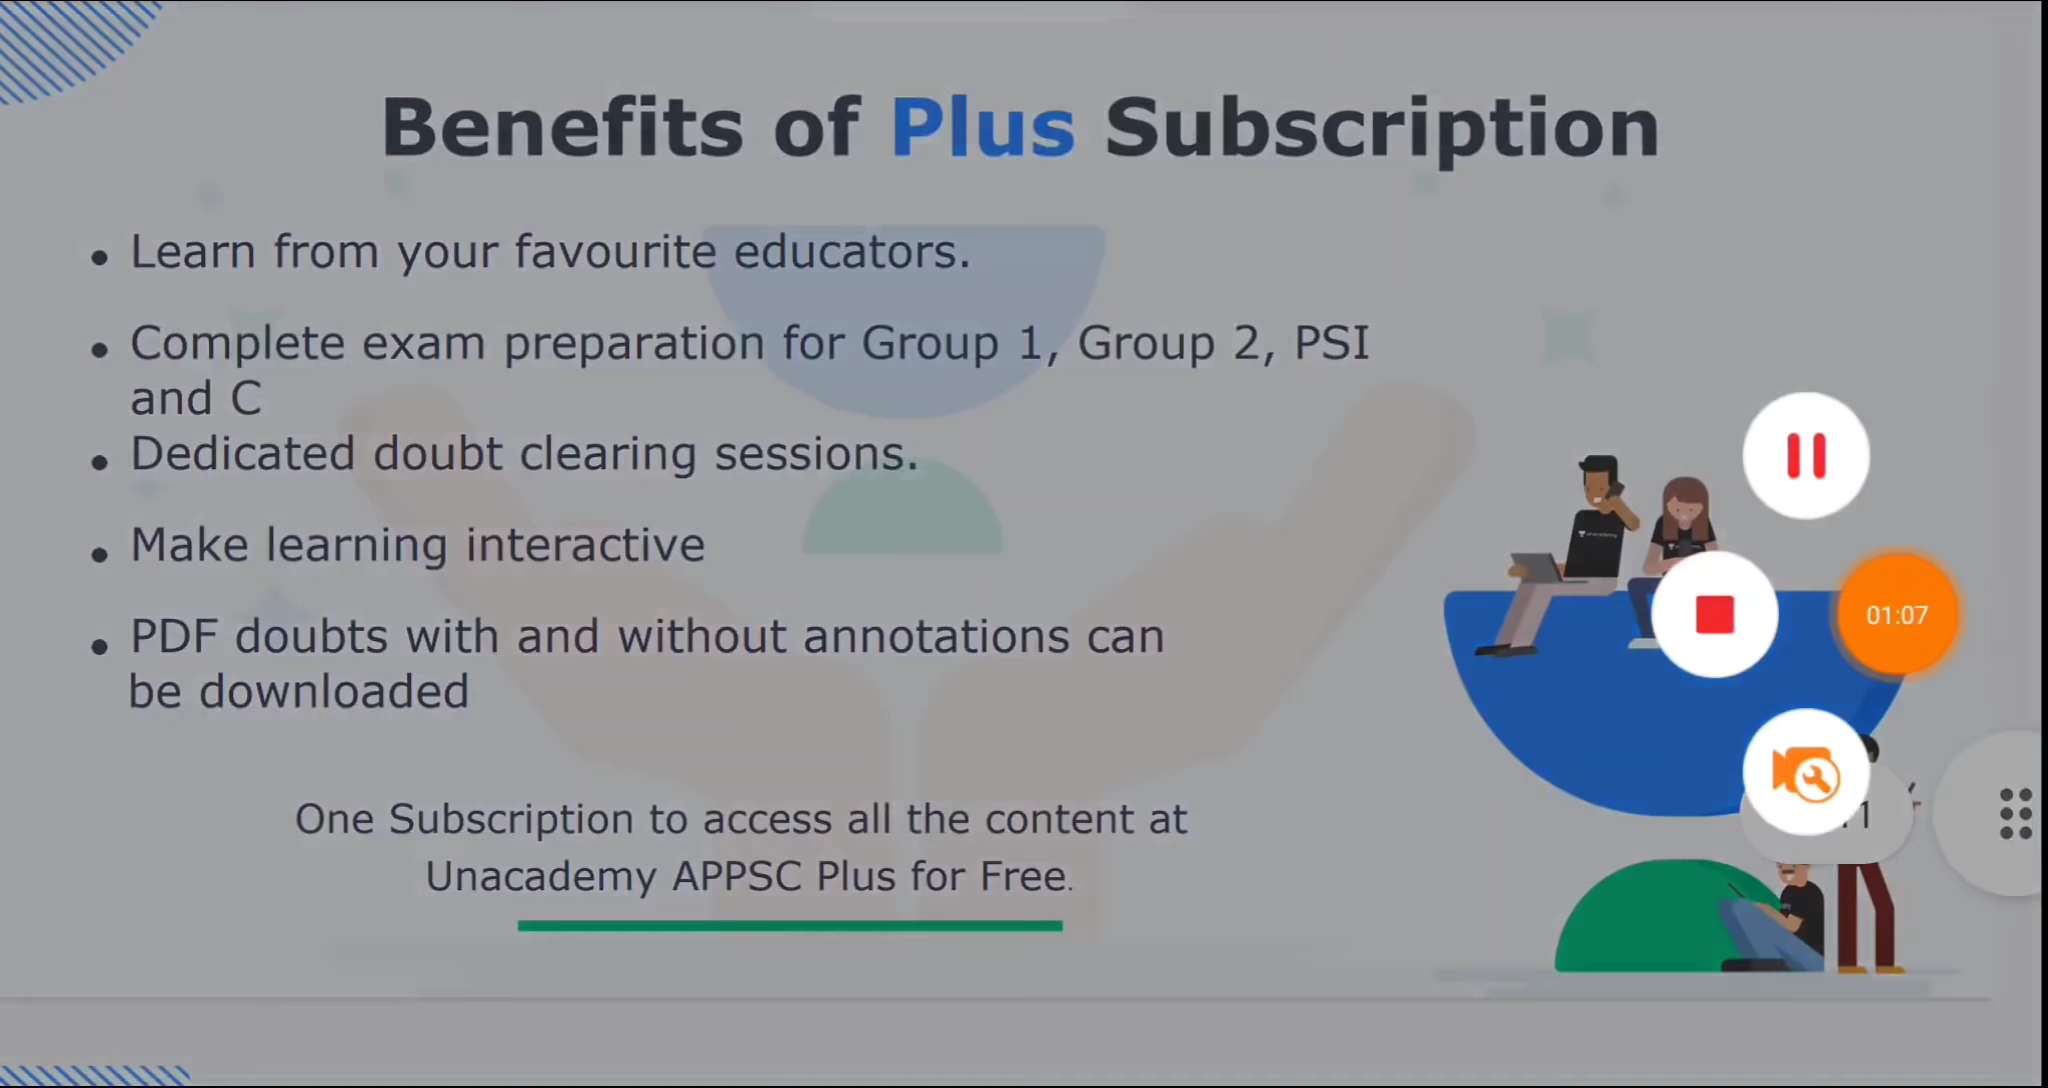 Benefits of Plus Subscription
• Learn from your favourite educators.
• Complete exam preparation for Group 1, Group 2, PSI
and C
• Dedicated doubt clearing sessions.
• Make learning interactive
• PDF doubts with and without annotations can
be downloaded
One Subscription to access all the content at
Unacademy APPSC Plus for Free.
01:07